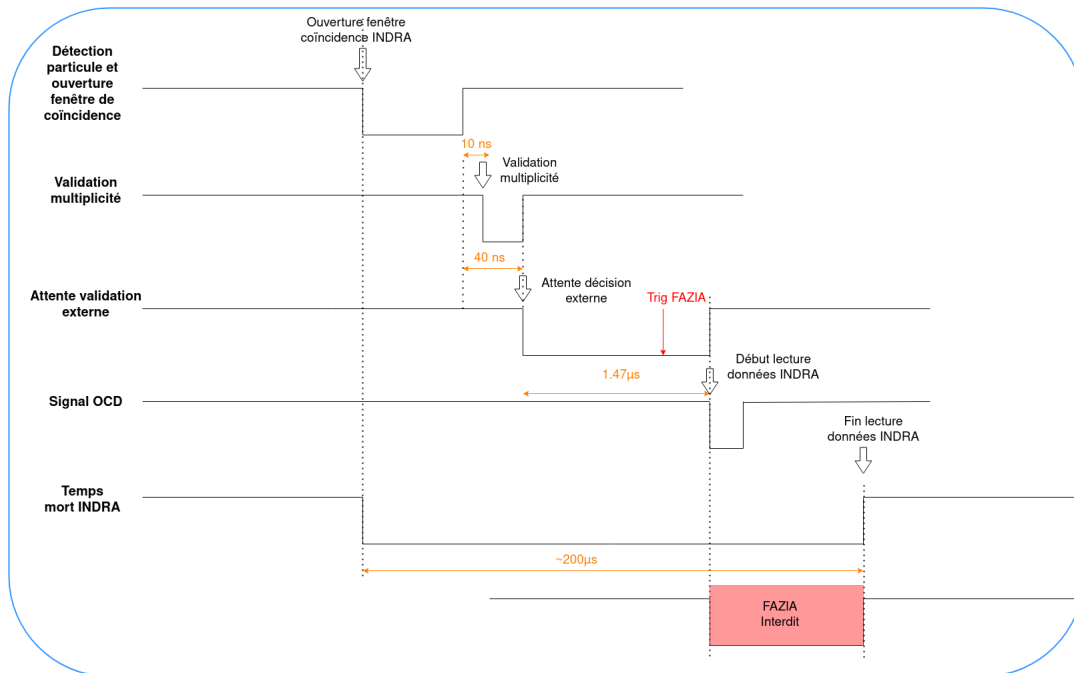 Ouverture fenêtre
coïncidence INDRA
Détection
particule et
ouverture
fenêtre de
coïncidence
10 ns
Validation
multiplicité
Validation
multiplicité
40 ns
Attente décision
externe
Attente validation
externe
Trig FAZIA
Début lecture
données INDRA
1.47µs
Signal OCD
Fin lecture
données INDRA
Temps
mort INDRA
~200µs
FAZIA
Interdit